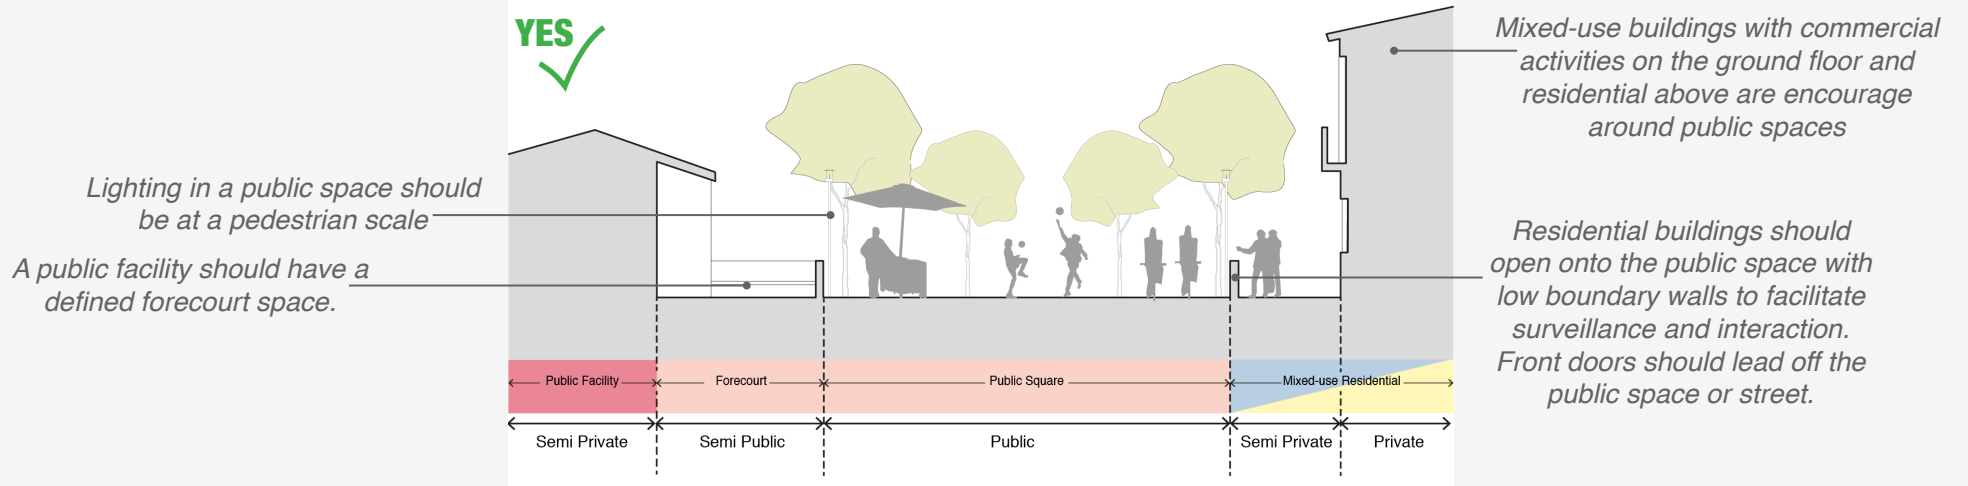 YES
Lighting in a public space should
be at a pedestrian scale
A public facility should have a
defined forecourt space.
Mixed-use buildings with commercial
activities on the ground floor and
residential above are encourage
around public spaces
Residential buildings should
open onto the public space with
low boundary walls to facilitate
surveillance and interaction.
Front doors should lead off the
public space or street.
Public Facility
Forecourt
Public Square
Mixed-use Residential
Semi Private
Semi Public
Public
Semi Private
Private